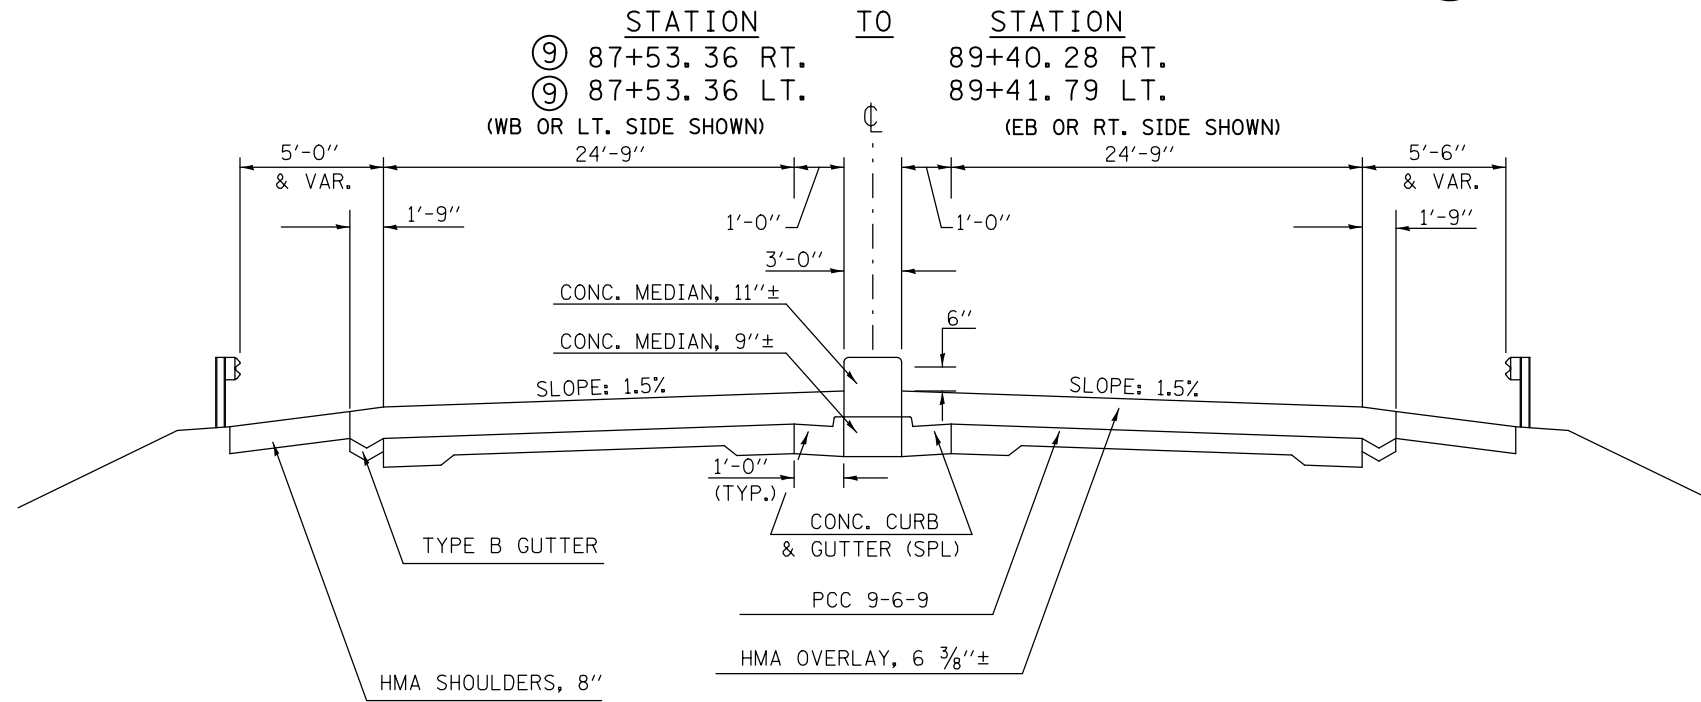 STATION TO STATION
⑨ 87+53.36 RT. 89+40.28 RT.
⑨ 87+53.36 LT. 89+41.79 LT.
(WB OR LT. SIDE SHOWN) ℄ (EB OR RT. SIDE SHOWN)
5'-0" 24'-9" 24'-9" 5'-6"
& VAR. & VAR.
1'-9" 1'-0" 1'-0" 1'-9"
3'-0"
CONC. MEDIAN, 11"±
6"
CONC. MEDIAN, 9"±
SLOPE: 1.5% SLOPE: 1.5%
1'-0"
(TYP.)
CONC. CURB
& GUTTER (SPL)
TYPE B GUTTER
PCC 9-6-9
HMA OVERLAY, 6 ⅜"±
HMA SHOULDERS, 8"